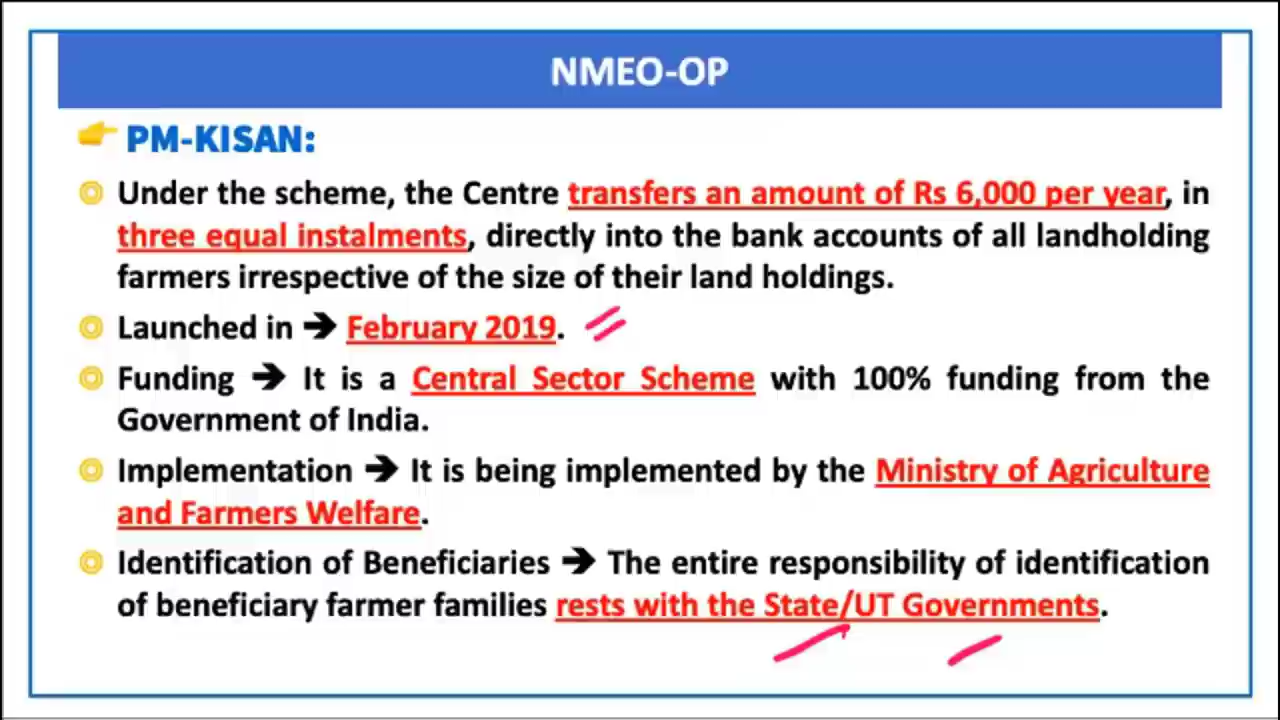 NMEO-OP
PM-KISAN:
Under the scheme, the Centre transfers an amount of Rs 6,000 per year, in
three equal instalments, directly into the bank accounts of all landholding
farmers irrespective of the size of their land holdings.
Launched in ➔ February 2019.
Funding ➔ It is a Central Sector Scheme with 100% funding from the
Government of India.
Implementation ➔ It is being implemented by the Ministry of Agriculture
and Farmers Welfare.
Identification of Beneficiaries ➔ The entire responsibility of identification
of beneficiary farmer families rests with the State/UT Governments.